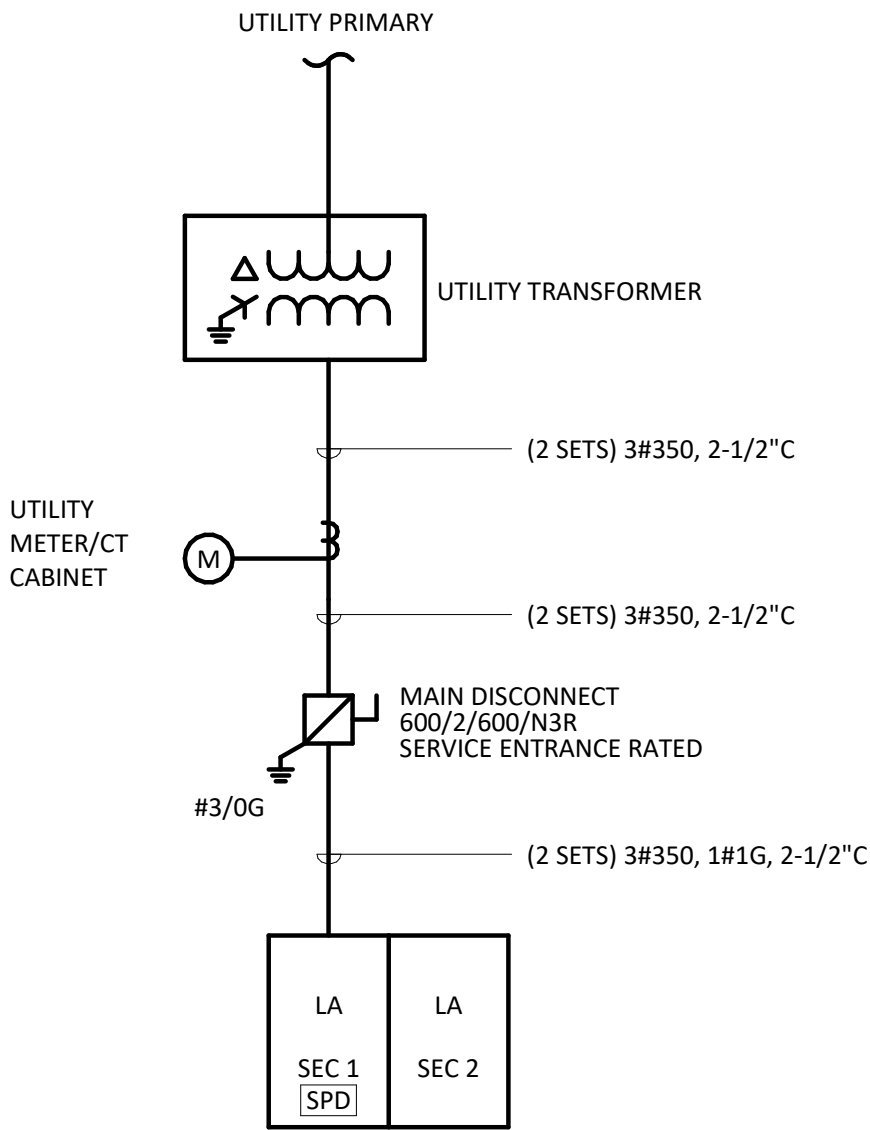 UTILITY PRIMARY
UTILITY TRANSFORMER
(2 SETS) 3#350, 2-1/2"C
UTILITY
METER/CT
CABINET
M
(2 SETS) 3#350, 2-1/2"C
MAIN DISCONNECT
600/2/600/N3R
SERVICE ENTRANCE RATED
#3/0G
(2 SETS) 3#350, 1#1G, 2-1/2"C
LA
SEC 1
SPD
LA
SEC 2